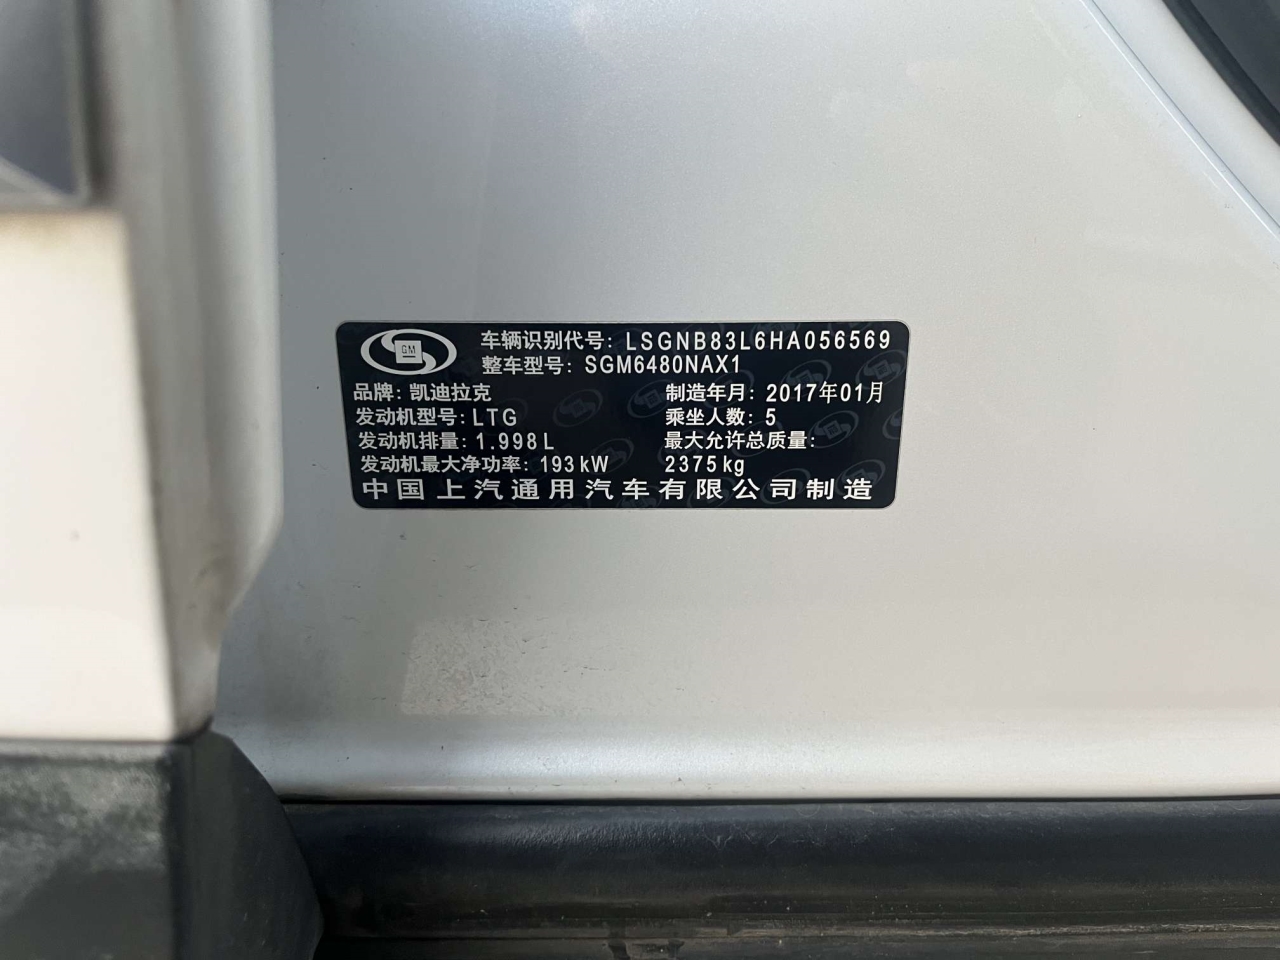 GM
车辆识别代号: LSGNB83L6HA056569
整车型号: SGM6480NAX1
品牌: 凯迪拉克
制造年月: 2017年01月
发动机型号: LTG
乘坐人数: 5
发动机排量: 1.998L
最大允许总质量:
发动机最大净功率: 193kW
2375kg
中国上汽通用汽车有限公司制造